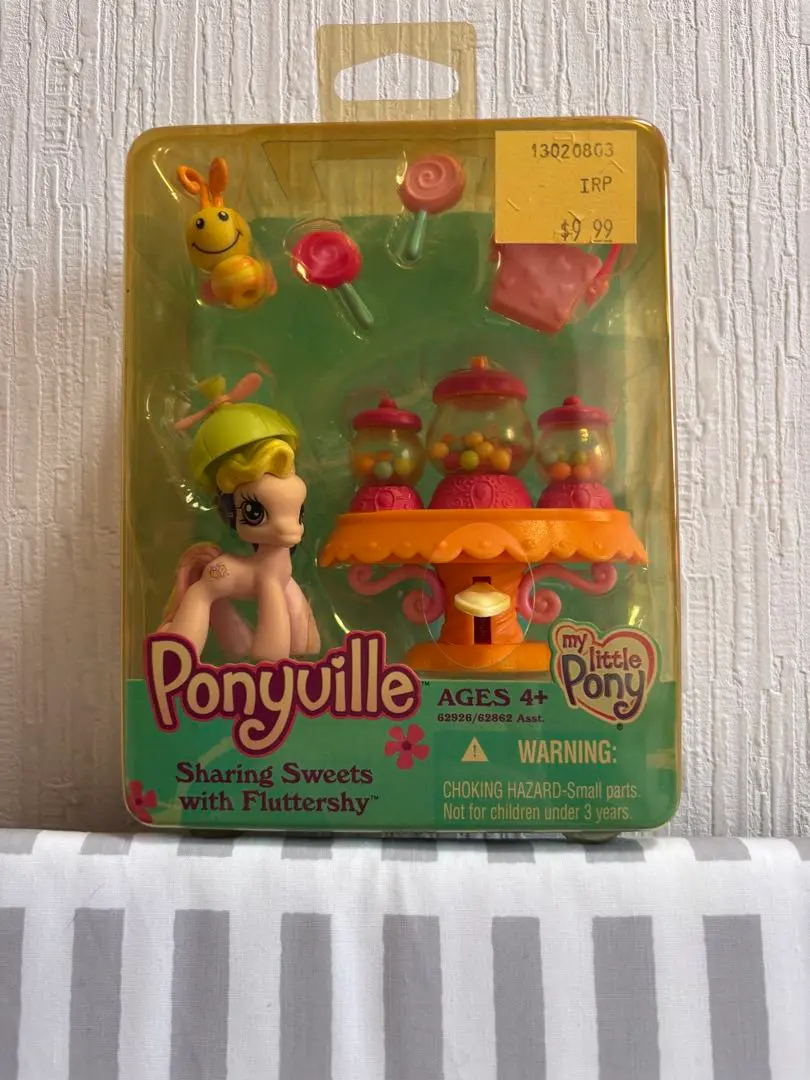 13020803
IRP
$9 99
Ponyville™
AGES 4+
62926/62862 Asst.
my
little
Pony®
Sharing Sweets
with Fluttershy™
WARNING:
CHOKING HAZARD-Small parts.
Not for children under 3 years.